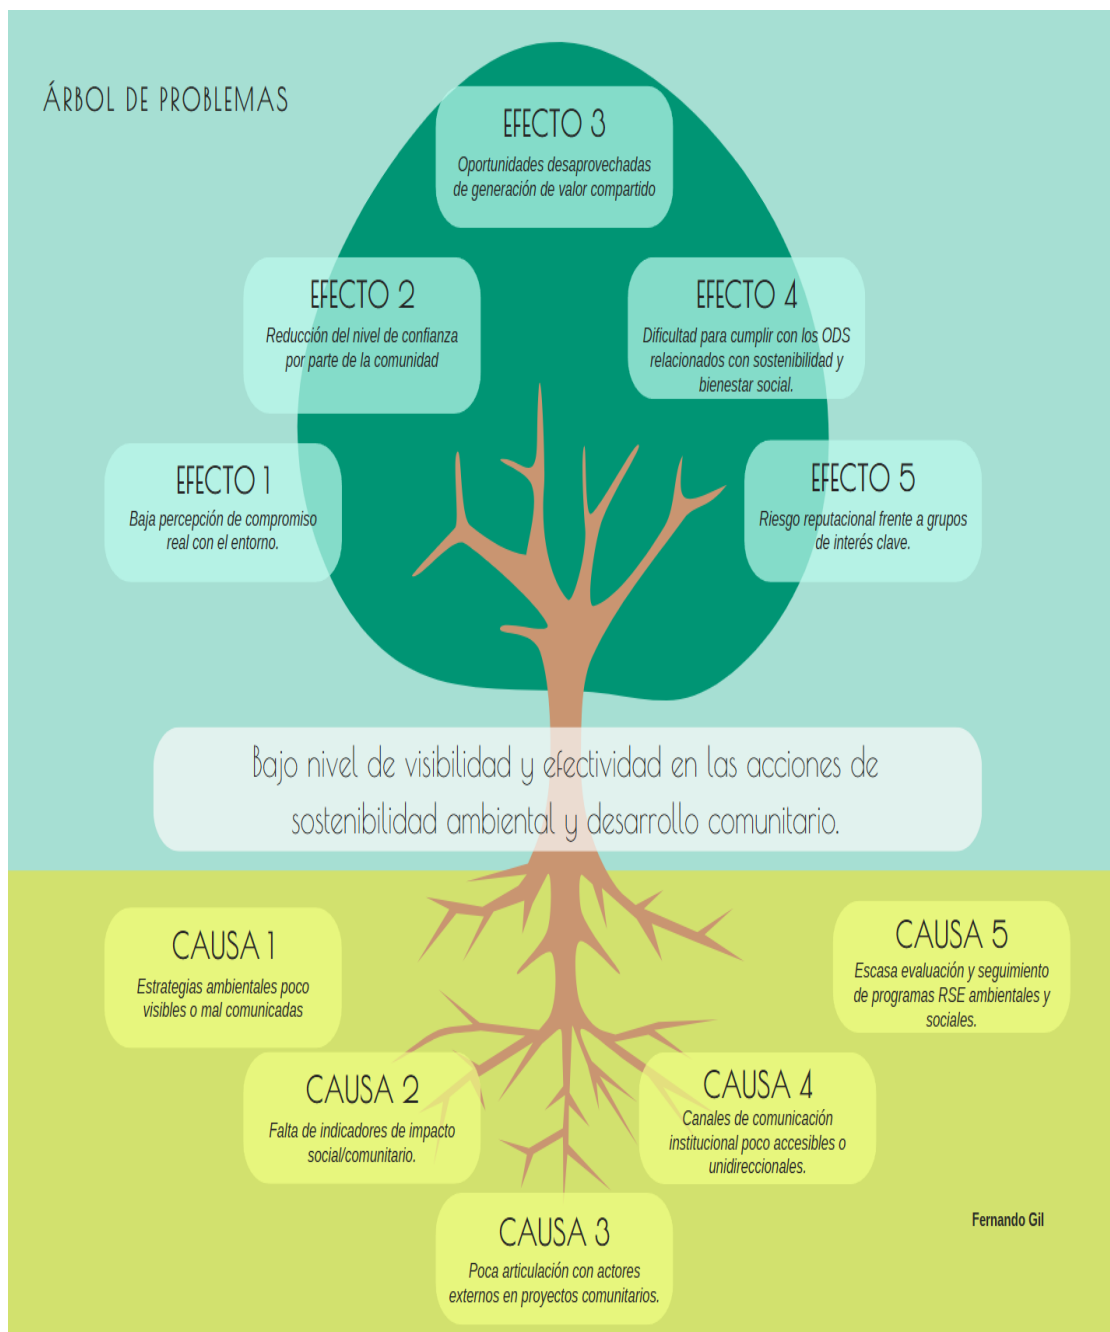 ÁRBOL DE PROBLEMAS
EFECTO 3
Oportunidades desaprovechadas
de generación de valor compartido
EFECTO 2
Reducción del nivel de confianza
por parte de la comunidad
EFECTO 4
Dificultad para cumplir con los ODS
relacionados con sostenibilidad y
bienestar social.
EFECTO 1
Baja percepción de compromiso
real con el entorno.
EFECTO 5
Riesgo reputacional frente a grupos
de interés clave.
Bajo nivel de visibilidad y efectividad en las acciones de
sostenibilidad ambiental y desarrollo comunitario.
CAUSA 1
Estrategias ambientales poco
visibles o mal comunicadas
CAUSA 5
Escasa evaluación y seguimiento
de programas RSE ambientales y
sociales.
CAUSA 2
Falta de indicadores de impacto
social/comunitario.
CAUSA 4
Canales de comunicación
institucional poco accesibles o
unidireccionales.
CAUSA 3
Poca articulación con actores
externos en proyectos comunitarios.
Fernando Gil